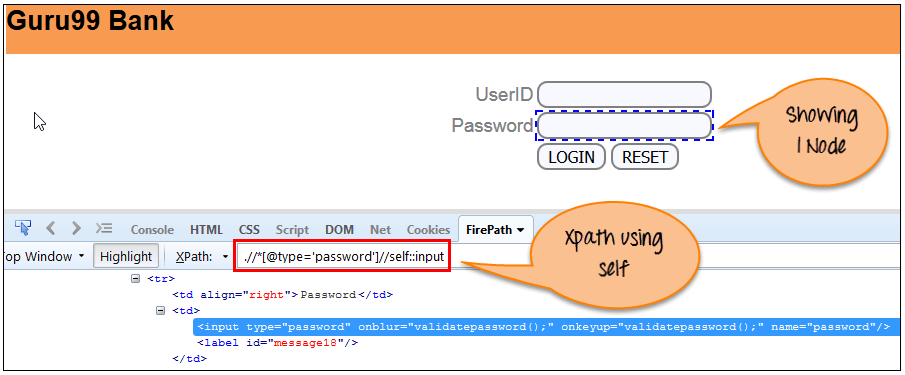 Guru99 Bank
UserID
Password
LOGIN RESET
Showing
1 Node
Console HTML CSS Script DOM Net Cookies FirePath
Xpath using
self
op Window Highlight XPath: .//*[@type='password']//self::input
<tr>
<td align="right">Password</td>
<td>
<input type="password" onblur="validatepassword();" onkeyup="validatepassword();" name="password"/>
<label id="message18"/>
</td>